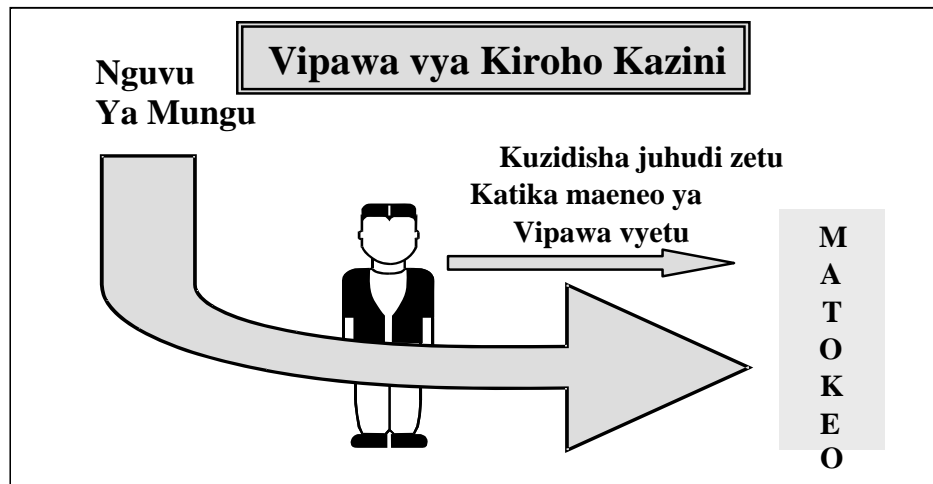 Vipawa vya Kiroho Kazini
Nguvu
Ya Mungu
Kuzidisha juhudi zetu
Katika maeneo ya
Vipawa vyetu
M
A
T
O
K
E
O